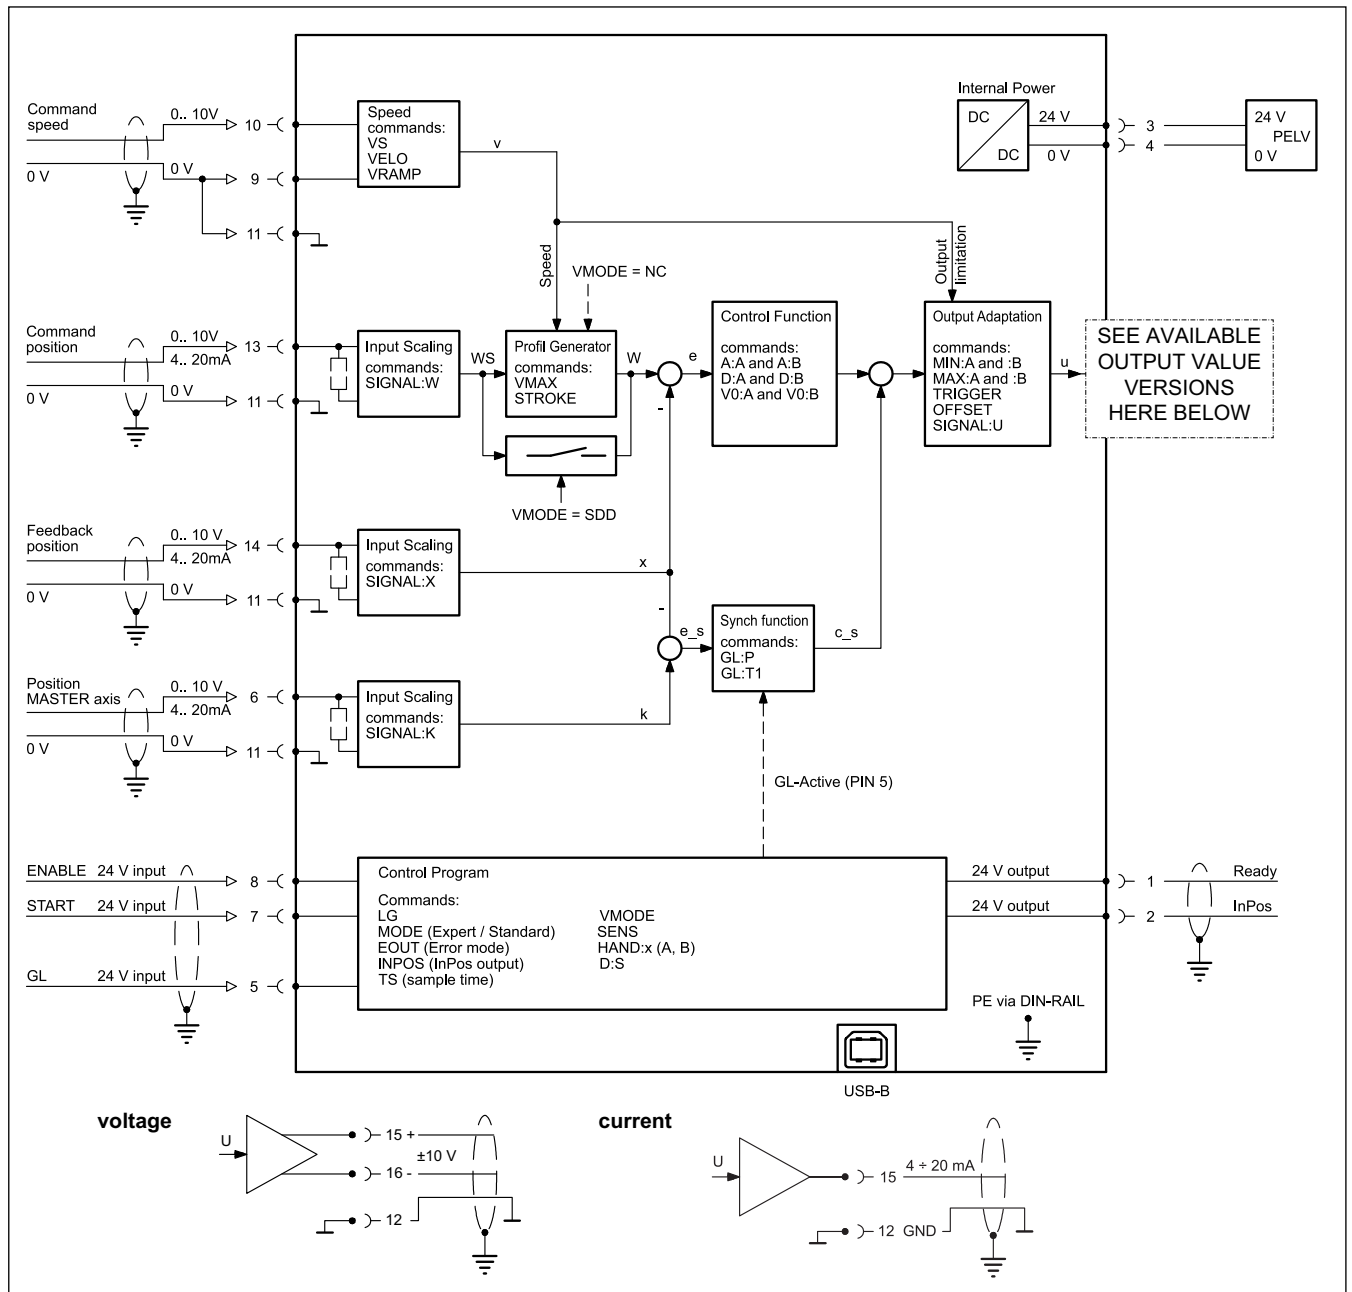 Command
speed
0.. 10V
10
0 V
0 V
9
11
Speed
commands:
VS
VELO
VRAMP
v
Internal Power
DC
DC
24 V
0 V
3
4
24 V
PELV
0 V
Speed
VMODE = NC
Output
limitation
Command
position
0.. 10V
4.. 20mA
13
0 V
0 V
11
Input Scaling
commands:
SIGNAL:W
WS
Profil Generator
commands:
VMAX
STROKE
W
VMODE = SDD
-
e
Control Function
commands:
A:A and A:B
D:A and D:B
V0:A and V0:B
Output Adaptation
commands:
MIN:A and :B
MAX:A and :B
TRIGGER
OFFSET
SIGNAL:U
u
SEE AVAILABLE
OUTPUT VALUE
VERSIONS
HERE BELOW
Feedback
position
0.. 10 V
4.. 20mA
14
0 V
0 V
11
Input Scaling
commands:
SIGNAL:X
x
-
e_s
Synch function
commands:
GL:P
GL:T1
c_s
Position
MASTER axis
0.. 10 V
4.. 20mA
6
0 V
0 V
11
Input Scaling
commands:
SIGNAL:K
k
GL-Active (PIN 5)
ENABLE 24 V input
8
START 24 V input
7
GL 24 V input
5
Control Program
Commands:
LG
MODE (Expert / Standard)
EOUT (Error mode)
INPOS (InPos output)
TS (sample time)
VMODE
SENS
HAND:x (A, B)
D:S
24 V output
1
Ready
24 V output
2
InPos
PE via DIN-RAIL
USB-B
voltage
U
15 +
±10 V
16 -
12
current
U
15
4 ÷ 20 mA
12 GND